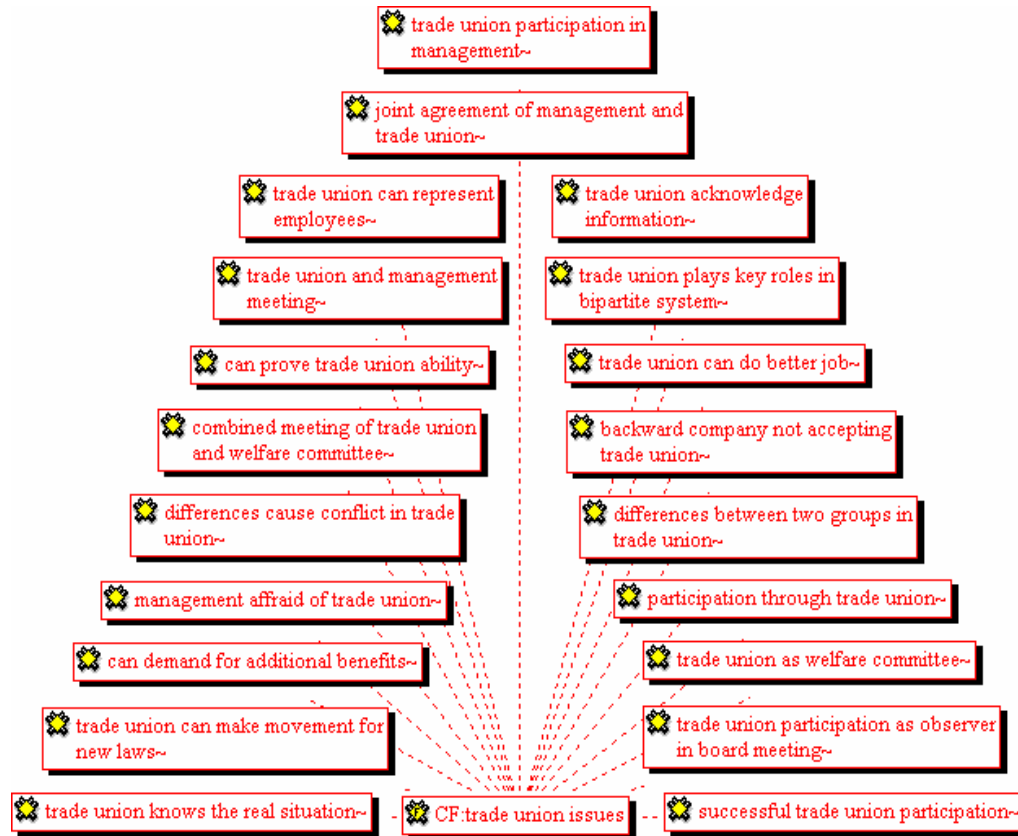 trade union participation in
management~
joint agreement of management and
trade union~
trade union can represent
employees~
trade union acknowledge
information~
trade union and management
meeting~
trade union plays key roles in
bipartite system~
can prove trade union ability~
trade union can do better job~
combined meeting of trade union
and welfare committee~
backward company not accepting
trade union~
differences cause conflict in trade
union~
differences between two groups in
trade union~
management affraid of trade union~
participation through trade union~
can demand for additional benefits~
trade union as welfare committee~
trade union can make movement for
new laws~
trade union participation as observer
in board meeting~
trade union knows the real situation~
CF:trade union issues
successful trade union participation~